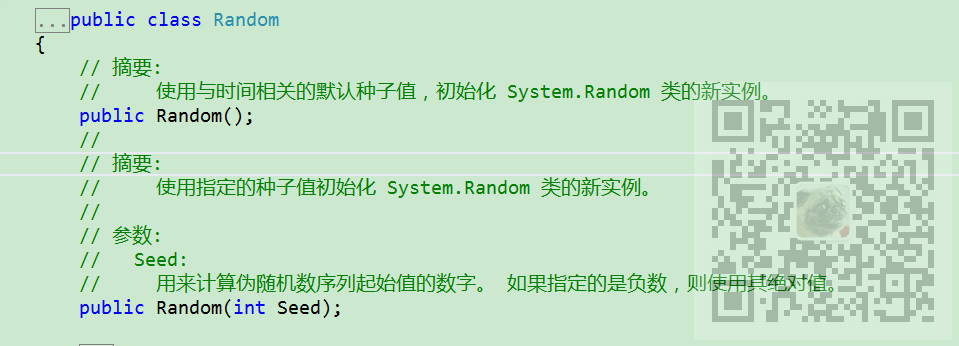 ...public class Random
{
// 摘要:
//     使用与时间相关的默认种子值，初始化 System.Random 类的新实例。
public Random();
//
// 摘要:
//     使用指定的种子值初始化 System.Random 类的新实例。
//
// 参数:
//   Seed:
//     用来计算伪随机数序列起始值的数字。 如果指定的是负数，则使用其绝对值。
public Random(int Seed);